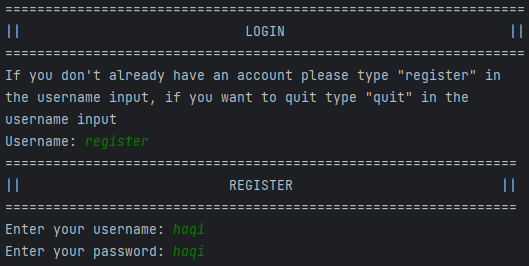 =================================================================
||                            LOGIN                            ||
=================================================================
If you don't already have an account please type "register" in
the username input, if you want to quit type "quit" in the
username input
Username: register
================================================================
||                          REGISTER                          ||
================================================================
Enter your username: haqi
Enter your password: haqi